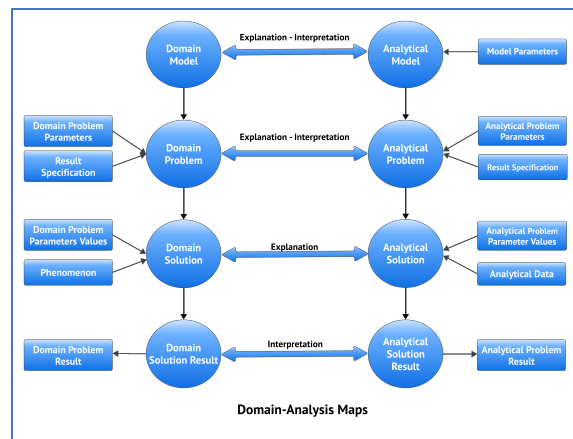 Domain
Model
Explanation - Interpretation
Analytical
Model
Model Parameters
Domain Problem
Parameters
Result
Specification
Domain
Problem
Explanation - Interpretation
Analytical
Problem
Analytical Problem
Parameters
Result Specification
Domain Problem
Parameters Values
Phenomenon
Domain
Solution
Explanation
Analytical
Solution
Analytical Problem
Parameter Values
Analytical Data
Domain Problem
Result
Domain
Solution Result
Interpretation
Analytical
Solution
Result
Analytical Problem
Result
Domain-Analysis Maps